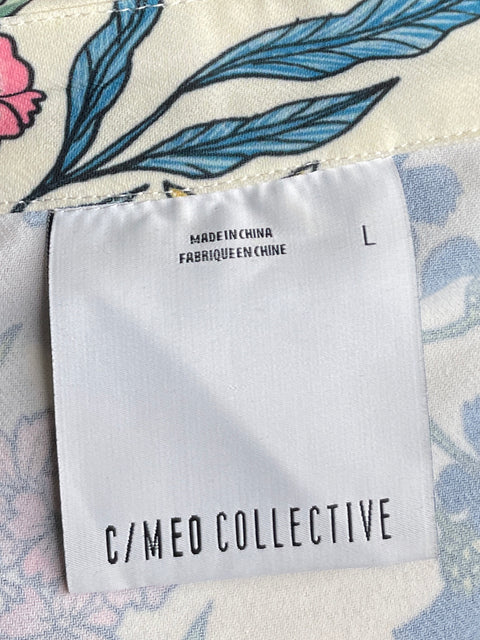 MADE IN CHINA
FABRIQUE EN CHINE
L
C/MEO COLLECTIVE